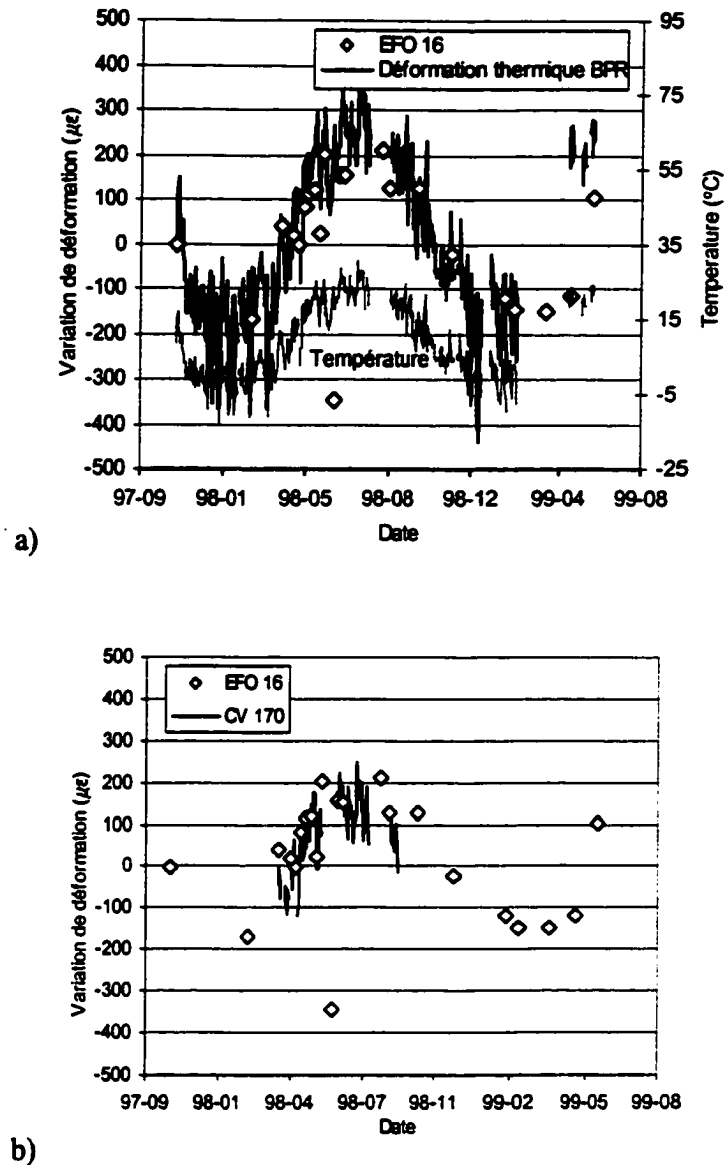 500
400
300
200
100
0
-100
-200
-300
-400
-500
Variation de déformation (με)
95
75
55
35
15
-5
-25
Temperature (ºC)
EFO 16
Déformation thermique BPR
Température
97-09 98-01 98-05 98-08 98-12 99-04 99-08
Date
a)
500
400
300
200
100
0
-100
-200
-300
-400
-500
Variation de déformation (με)
EFO 16
CV 170
97-09 98-01 98-04 98-07 98-11 99-02 99-05 99-08
Date
b)